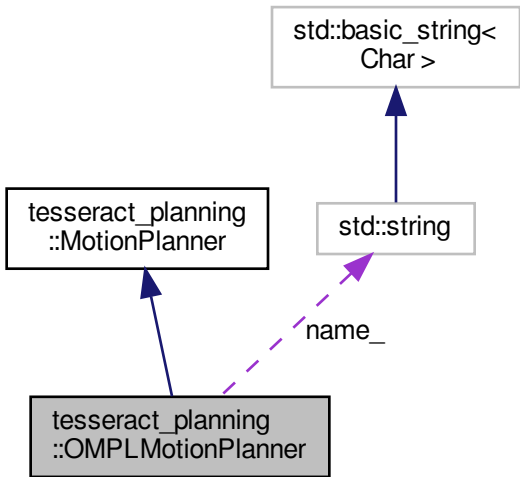 std::basic_string<
Char >
tesseract_planning
::MotionPlanner
std::string
name_
tesseract_planning
::OMPLMotionPlanner